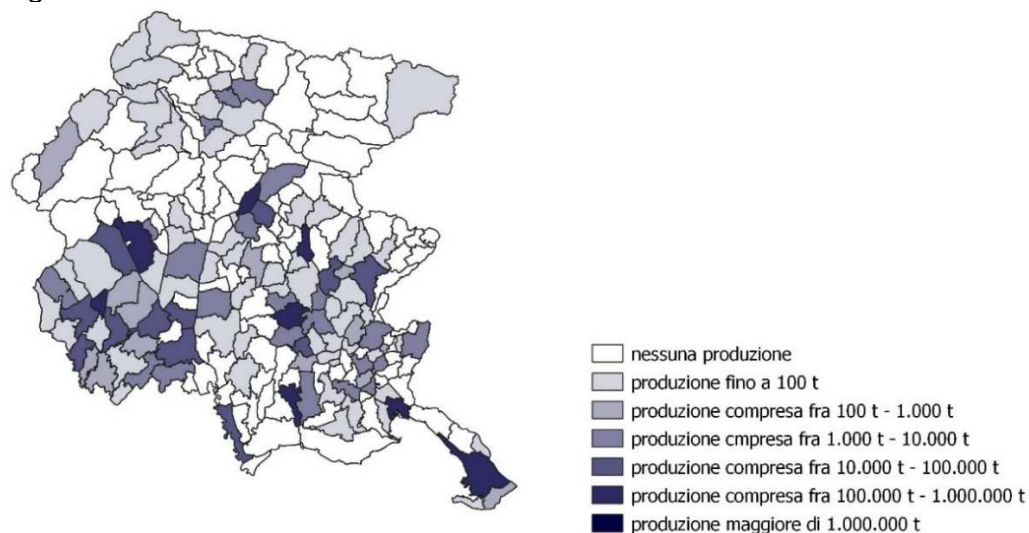 nessuna produzione
produzione fino a 100 t
produzione compresa fra 100 t - 1.000 t
produzione cmpresa fra 1.000 t - 10.000 t
produzione compresa fra 10.000 t - 100.000 t
produzione compresa fra 100.000 t - 1.000.000 t
produzione maggiore di 1.000.000 t